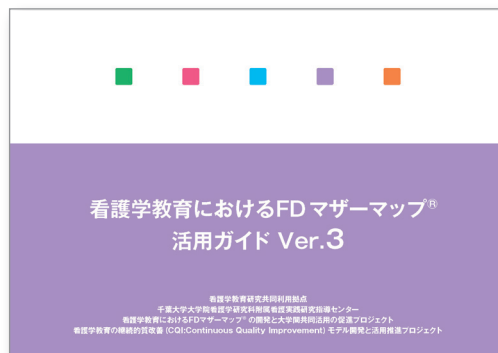 看護学教育におけるFDマザーマップ®
活用ガイド Ver.3
看護学教育研究共同利用拠点
千葉大学大学院看護学研究科附属看護実践研究指導センター
看護学教育におけるFDマザーマップ®の開発と大学間共同活用の促進プロジェクト
看護学教育の継続的質改善(CQI:Continuous Quality Improvement)モデル開発と活用推進プロジェクト